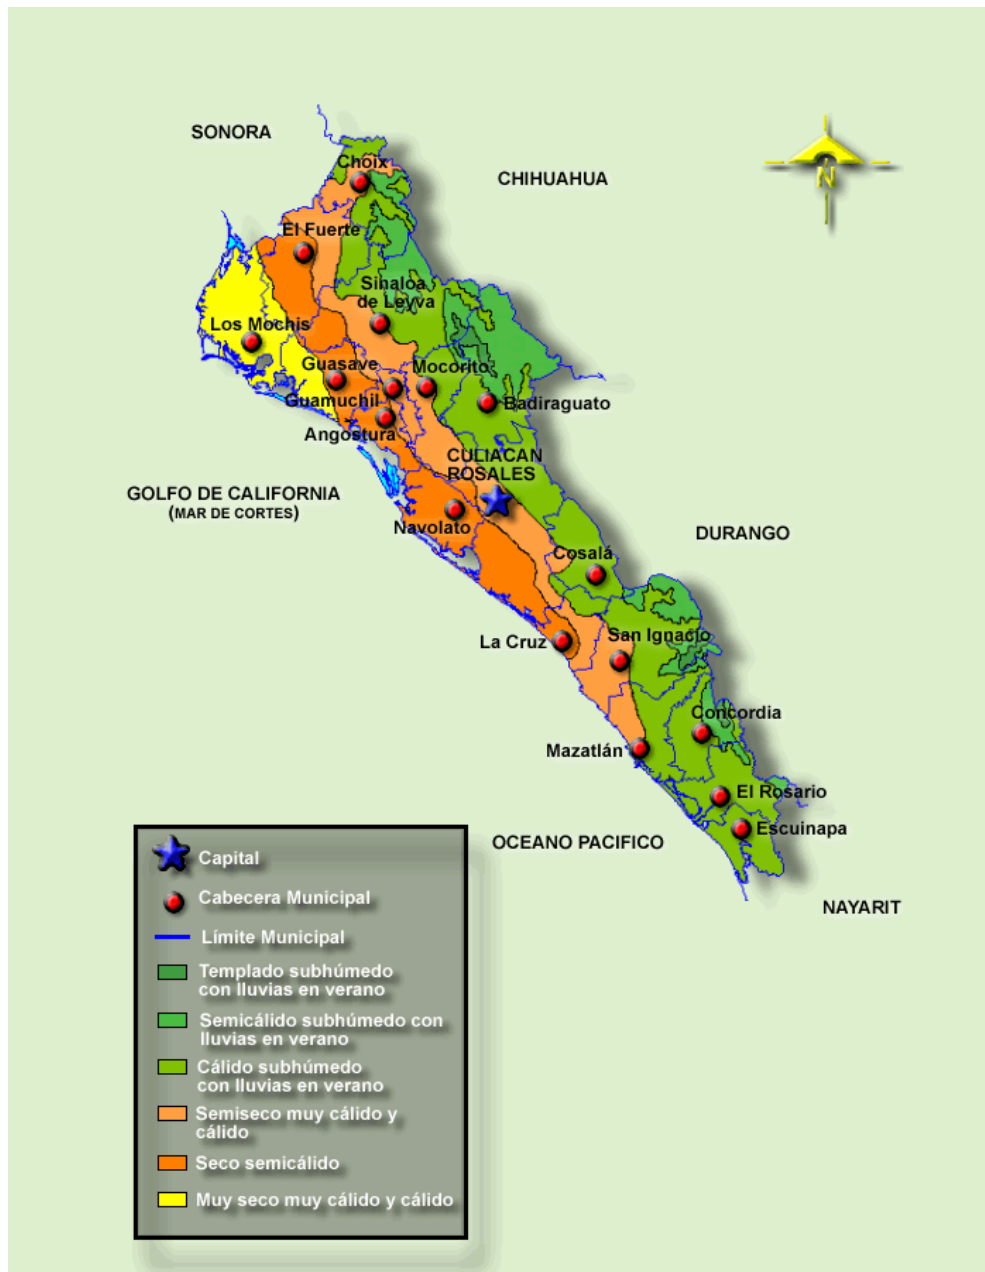 SONORA
CHIHUAHUA
Choix
N
El Fuerte
Sinaloa
de Leyva
Los Mochis
Guasave
Mocorito
Guamuchil
Badiraguato
Angostura
CULIACAN
ROSALES
GOLFO DE CALIFORNIA
(MAR DE CORTES)
Navolato
DURANGO
Cosalá
La Cruz
San Ignacio
Concordia
Mazatlán
El Rosario
Escuinapa
OCEANO PACIFICO
NAYARIT
Capital
Cabecera Municipal
Límite Municipal
Templado subhúmedo
con lluvias en verano
Semicálido subhúmedo con
lluvias en verano
Cálido subhúmedo
con lluvias en verano
Semiseco muy cálido y
cálido
Seco semicálido
Muy seco muy cálido y cálido